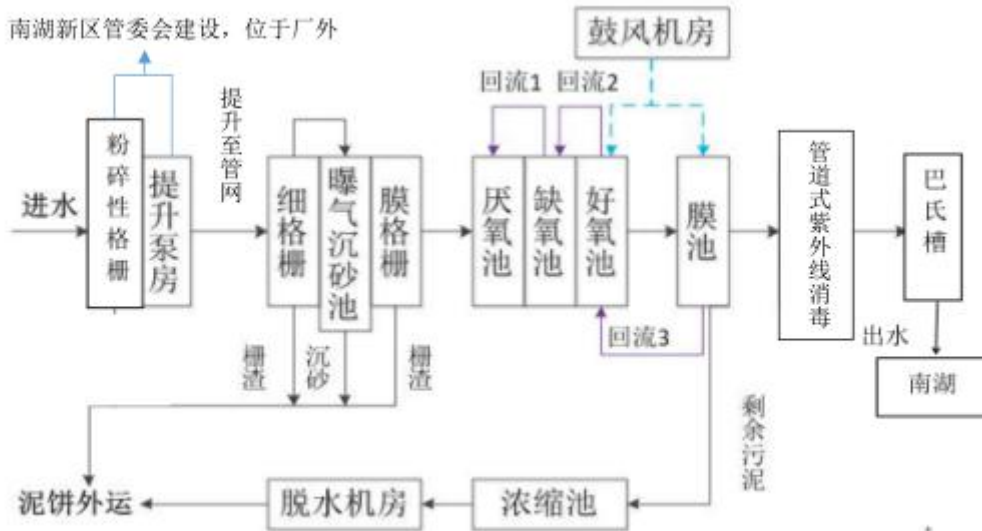 南湖新区管委会建设，位于厂外
鼓风机房
回流1
回流2
提升至管网
进水
粉碎性格栅
提升泵房
细格栅
曝气沉砂池
膜格栅
厌氧池
缺氧池
好氧池
膜池
管道式紫外线消毒
巴氏槽
回流3
出水
南湖
栅渣
沉砂
栅渣
剩余污泥
泥饼外运
脱水机房
浓缩池